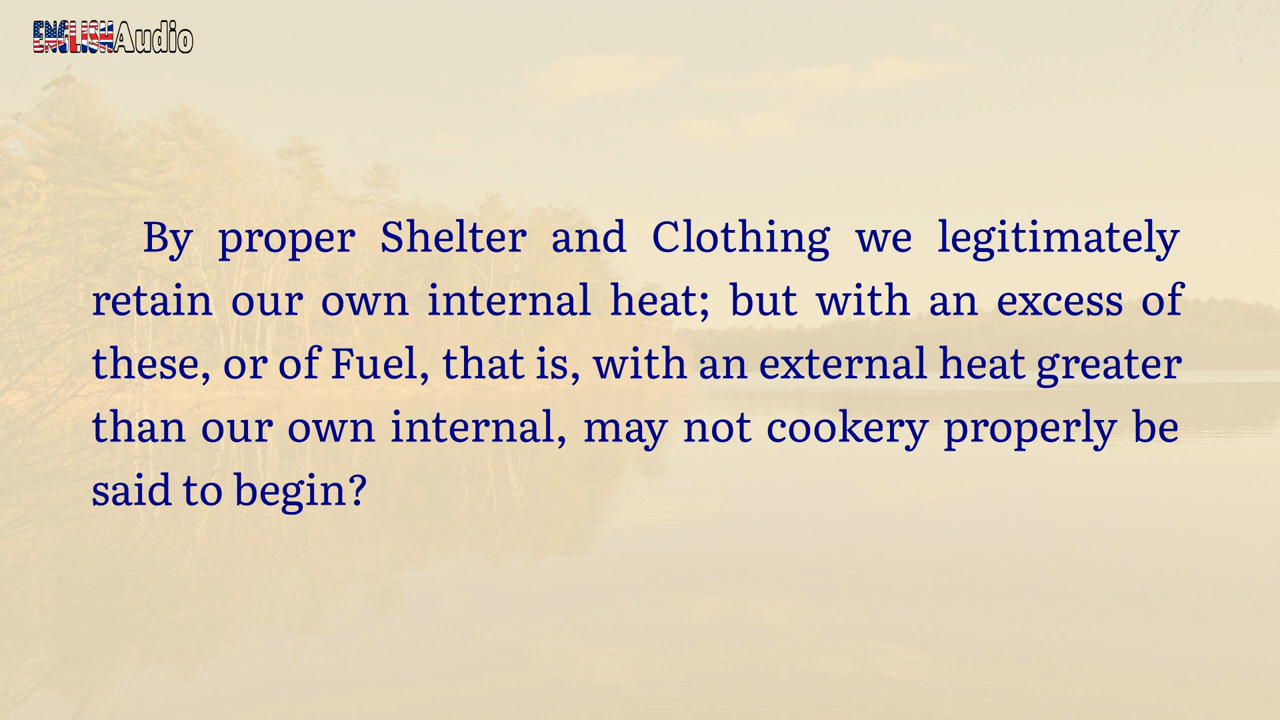 ENGLISHAudio
By proper Shelter and Clothing we legitimately
retain our own internal heat; but with an excess of
these, or of Fuel, that is, with an external heat greater
than our own internal, may not cookery properly be
said to begin?